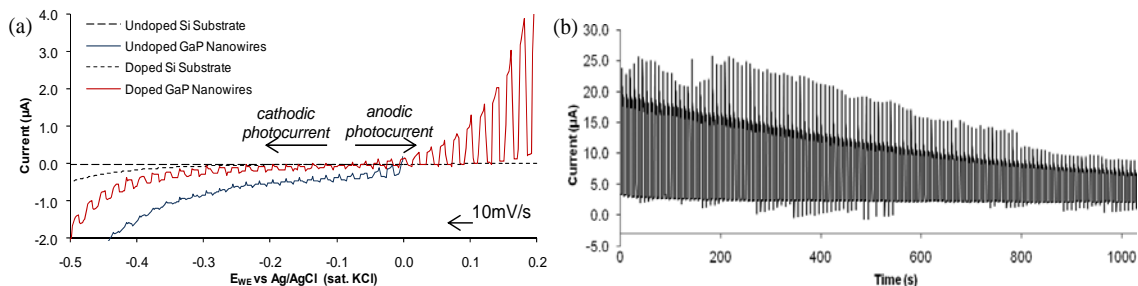 (a)
4.0
3.0
2.0
1.0
0.0
-1.0
-2.0
Current (µA)
Undoped Si Substrate
Undoped GaP Nanowires
Doped Si Substrate
Doped GaP Nanowires
cathodic anodic
photocurrent photocurrent
10mV/s
-0.5 -0.4 -0.3 -0.2 -0.1 0.0 0.1 0.2
E WE vs Ag/AgCl (sat. KCl)
(b)
30.0
25.0
20.0
15.0
10.0
5.0
0.0
-5.0
Current (µA)
0 200 400 600 800 1000
Time (s)